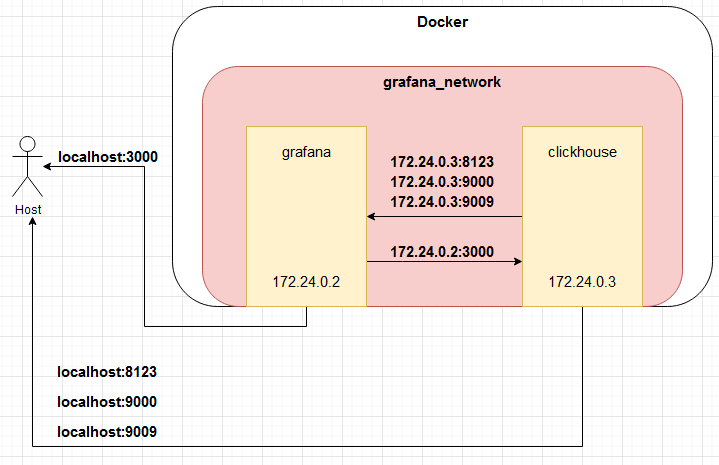 Docker
grafana_network
grafana
clickhouse
localhost:3000
172.24.0.3:8123
172.24.0.3:9000
172.24.0.3:9009
Host
172.24.0.2:3000
172.24.0.2
172.24.0.3
localhost:8123
localhost:9000
localhost:9009